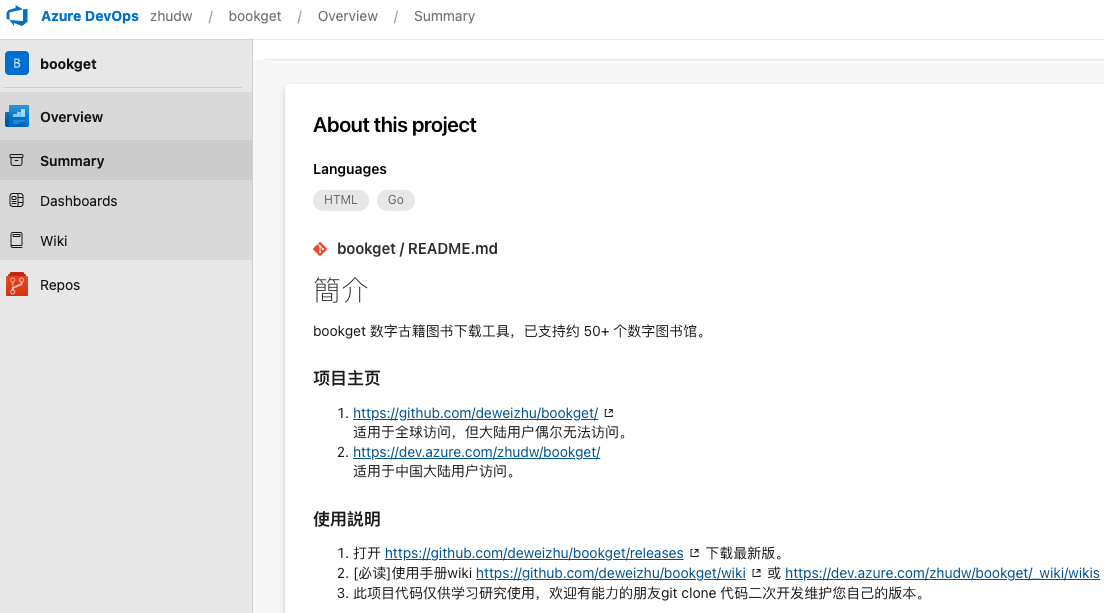 Azure DevOps zhudw / bookget / Overview / Summary
B bookget
Overview
Summary
Dashboards
Wiki
Repos
About this project
Languages
HTML Go
bookget / README.md
簡介
bookget 数字古籍图书下载工具，已支持约 50+ 个数字图书馆。
项目主页
1. https://github.com/deweizhu/bookget/
适用于全球访问，但大陆用户偶尔无法访问。
2. https://dev.azure.com/zhudw/bookget/
适用于中国大陆用户访问。
使用説明
1. 打开 https://github.com/deweizhu/bookget/releases 下载最新版。
2. [必读]使用手册wiki https://github.com/deweizhu/bookget/wiki 或 https://dev.azure.com/zhudw/bookget/_wiki/wikis
3. 此项目代码仅供学习研究使用，欢迎有能力的朋友git clone 代码二次开发维护您自己的版本。